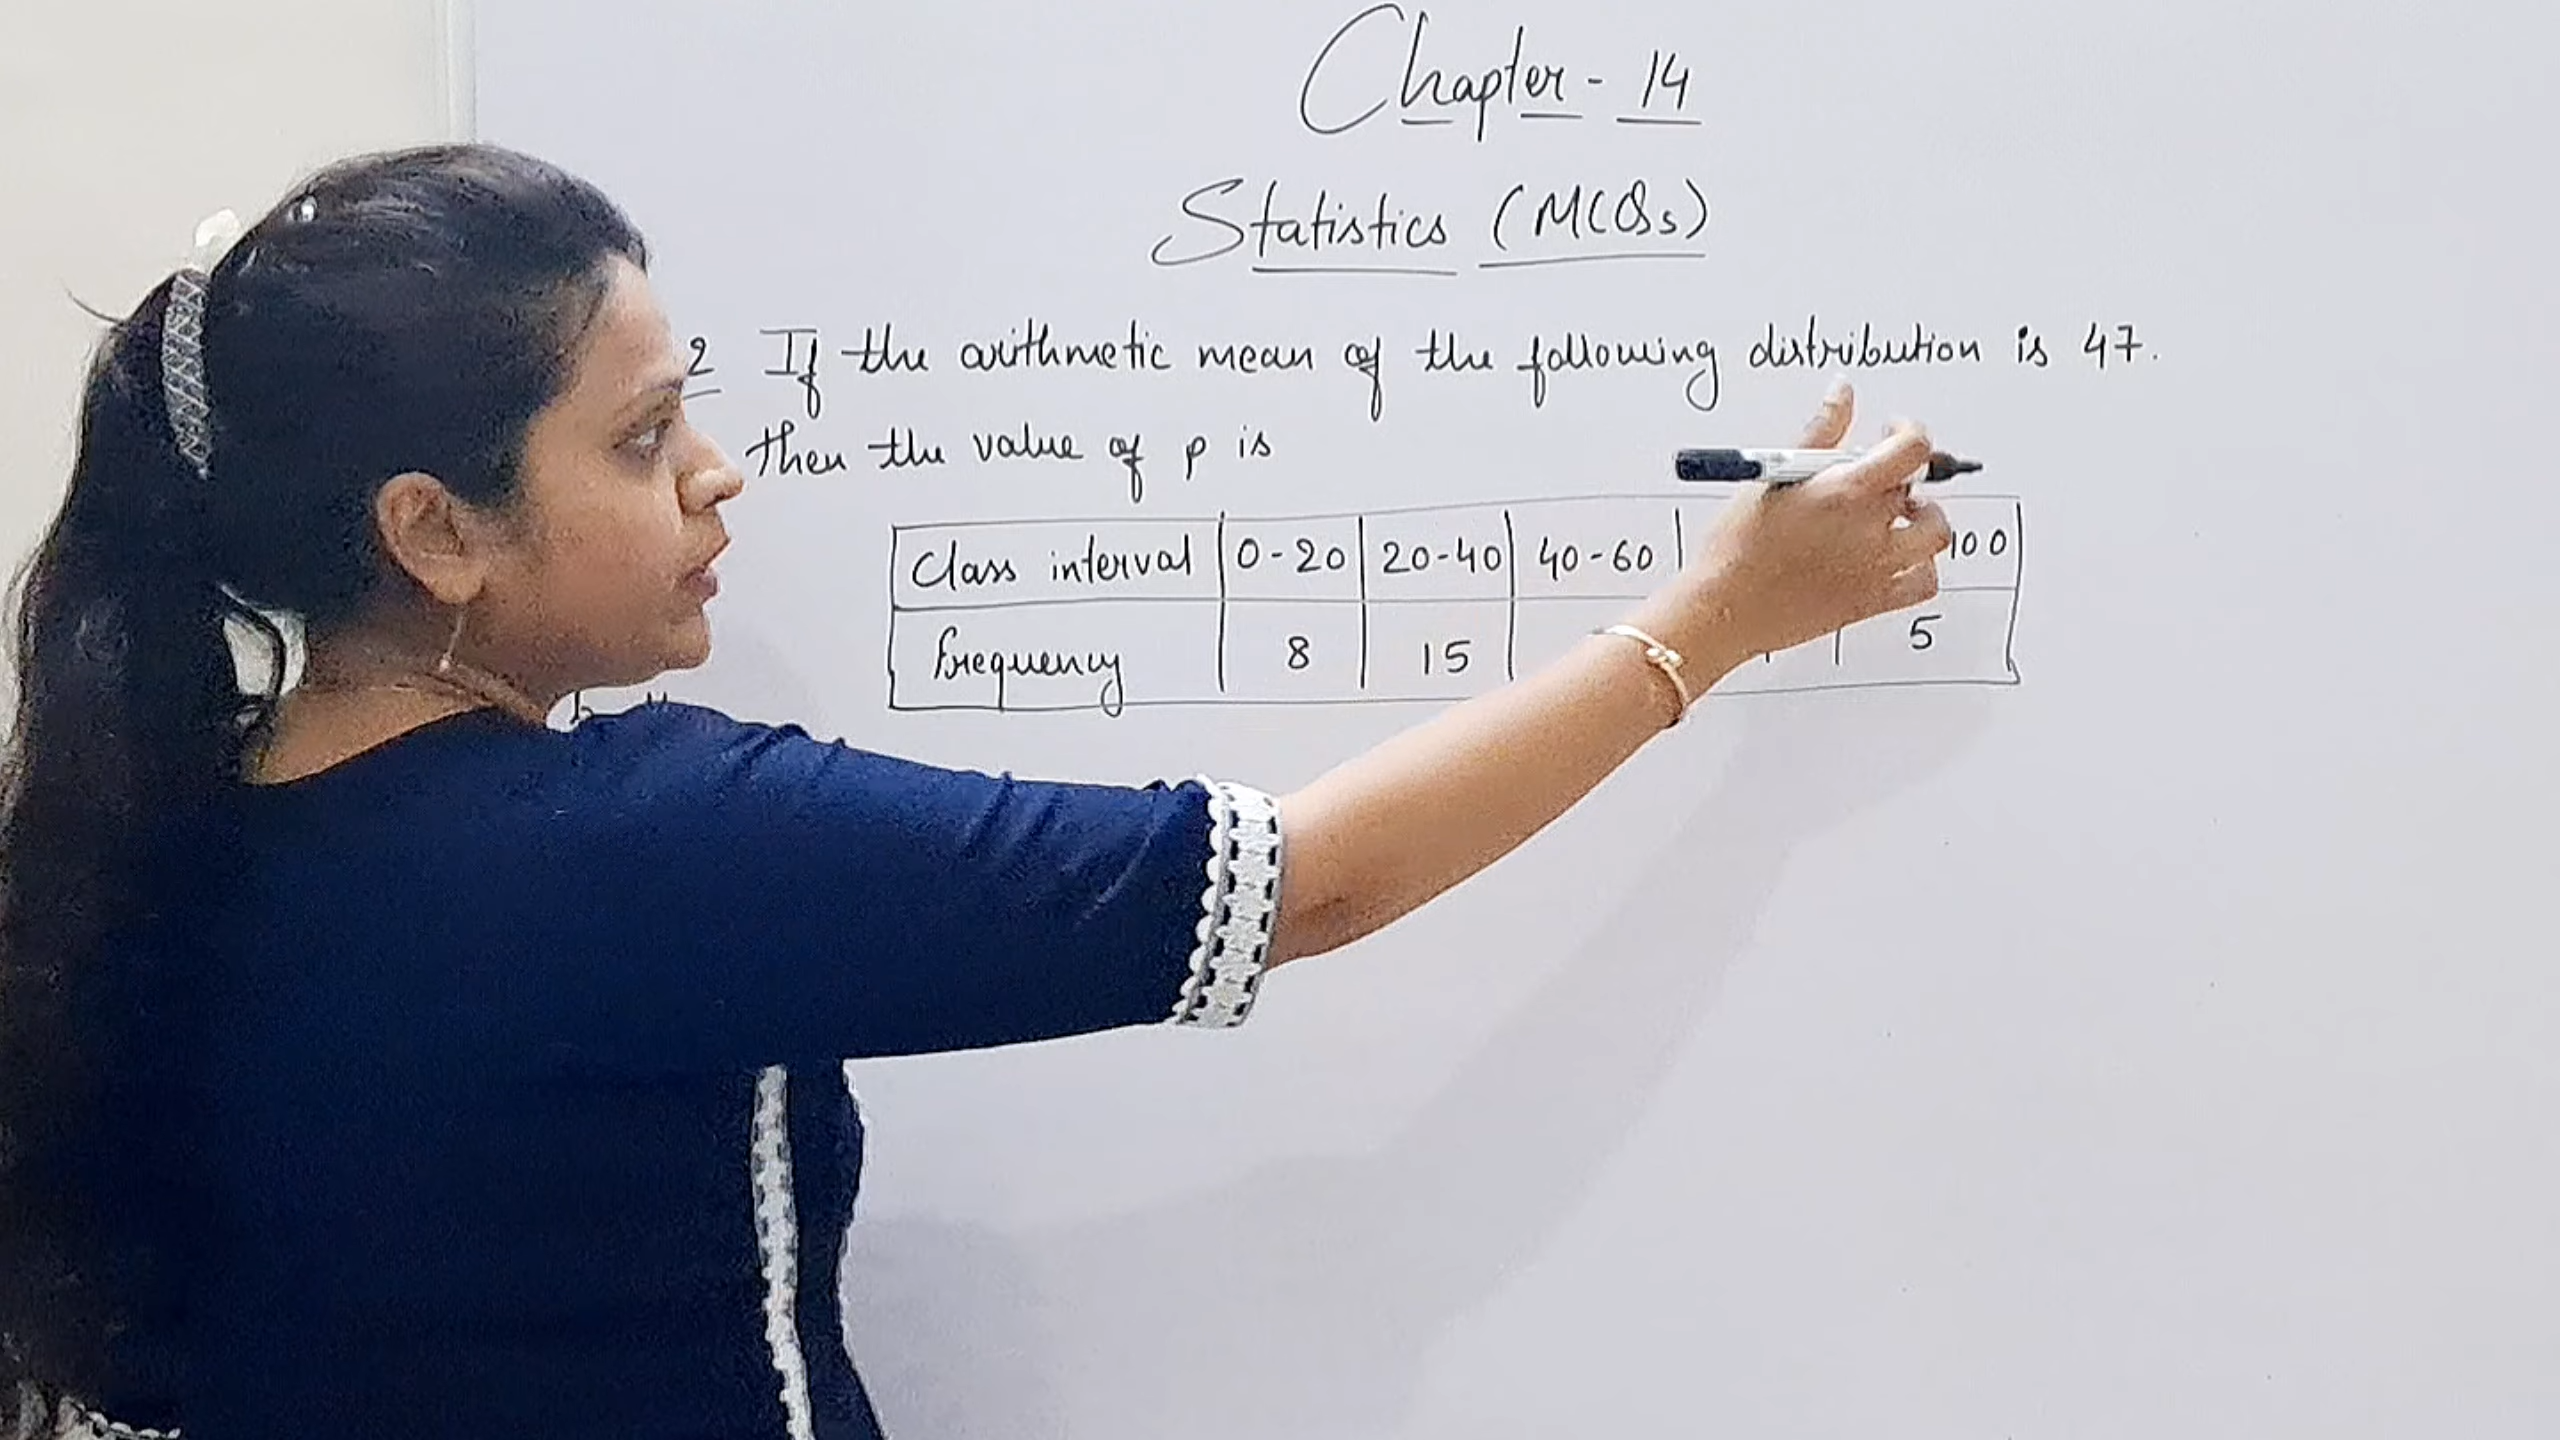 Chapter - 14
Statistics (MCQs)
2 If the arithmetic mean of the following distribution is 47.
then the value of p is
Class interval 0-20 20-40 40-60 100
frequency 8 15 5